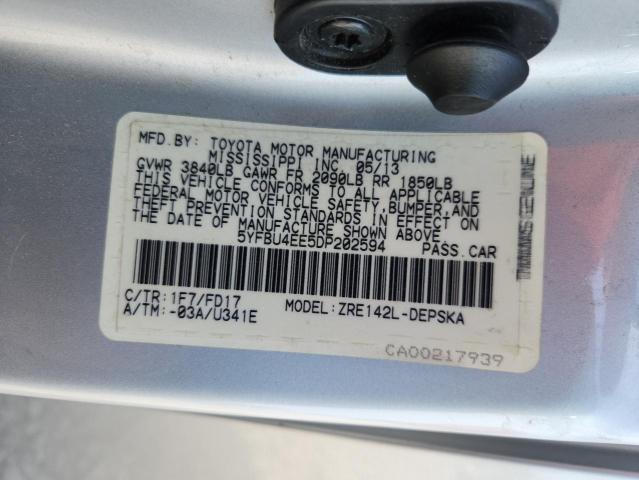 MFD.BY: TOYOTA MOTOR MANUFACTURING
MISSISSIPPI INC 05/13
GVWR 3840LB GAWR FR 2090LB RR 1850LB
THIS VEHICLE CONFORMS TO ALL APPLICABLE
FEDERAL MOTOR VEHICLE SAFETY,BUMPER,AND
THEFT PREVENTION STANDARDS IN EFFECT ON
THE DATE OF MANUFACTURE SHOWN ABOVE
5YFBU4EE5DP202594 PASS.CAR
C/TR:1F7/FD17
A/TM:-03A/U341E MODEL:ZRE142L-DEPSKA
CA00217939